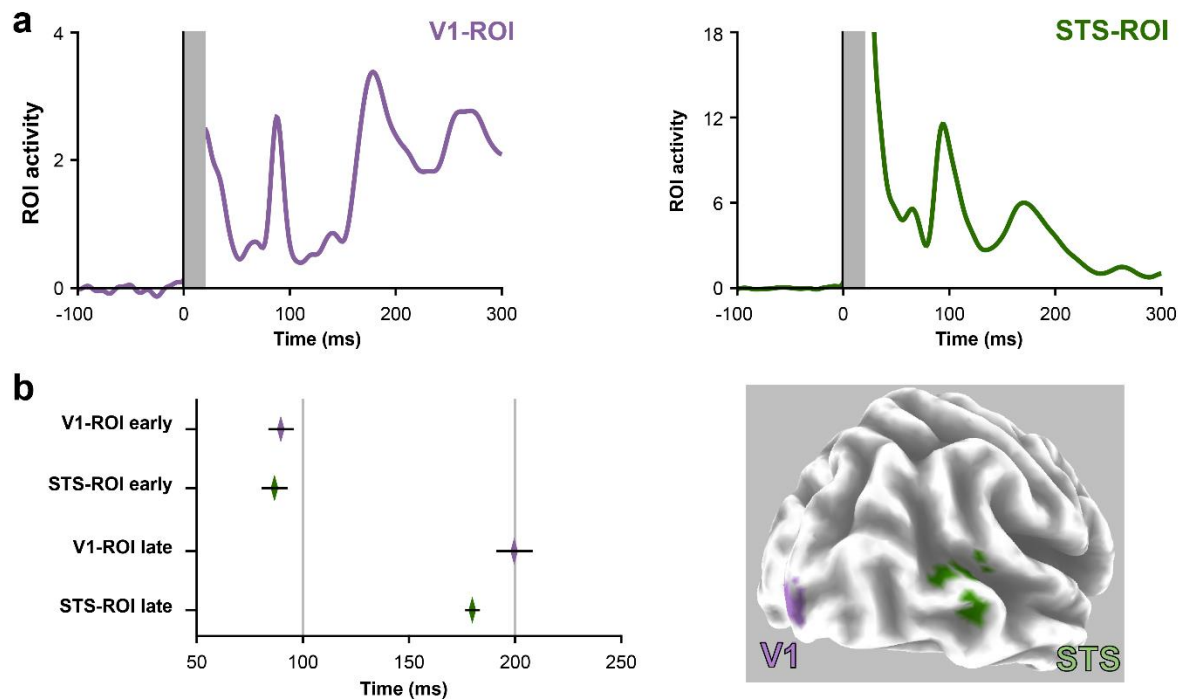 a
V1-ROI
STS-ROI
4
2
0
ROI activity
-100 0 100 200 300
Time (ms)
18
12
6
0
ROI activity
-100 0 100 200 300
Time (ms)
b
V1-ROI early
STS-ROI early
V1-ROI late
STS-ROI late
50 100 150 200 250
Time (ms)
V1
STS